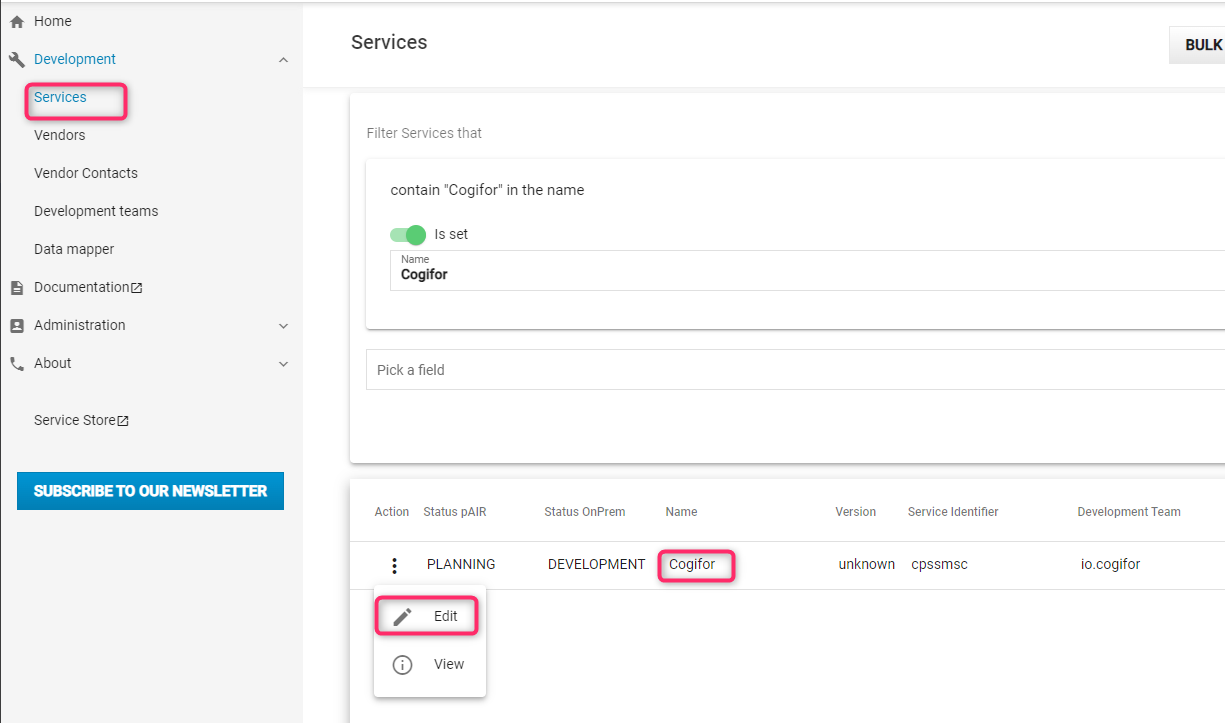 Home
Development
Services
Vendors
Vendor Contacts
Development teams
Data mapper
Documentation
Administration
About
Service Store
SUBSCRIBE TO OUR NEWSLETTER
Services
BULK
Filter Services that
contain "Cogifor" in the name
Is set
Name
Cogifor
Pick a field
Action Status pAIR Status OnPrem Name Version Service Identifier Development Team
PLANNING DEVELOPMENT Cogifor unknown cpssmsc io.cogifor
Edit
View